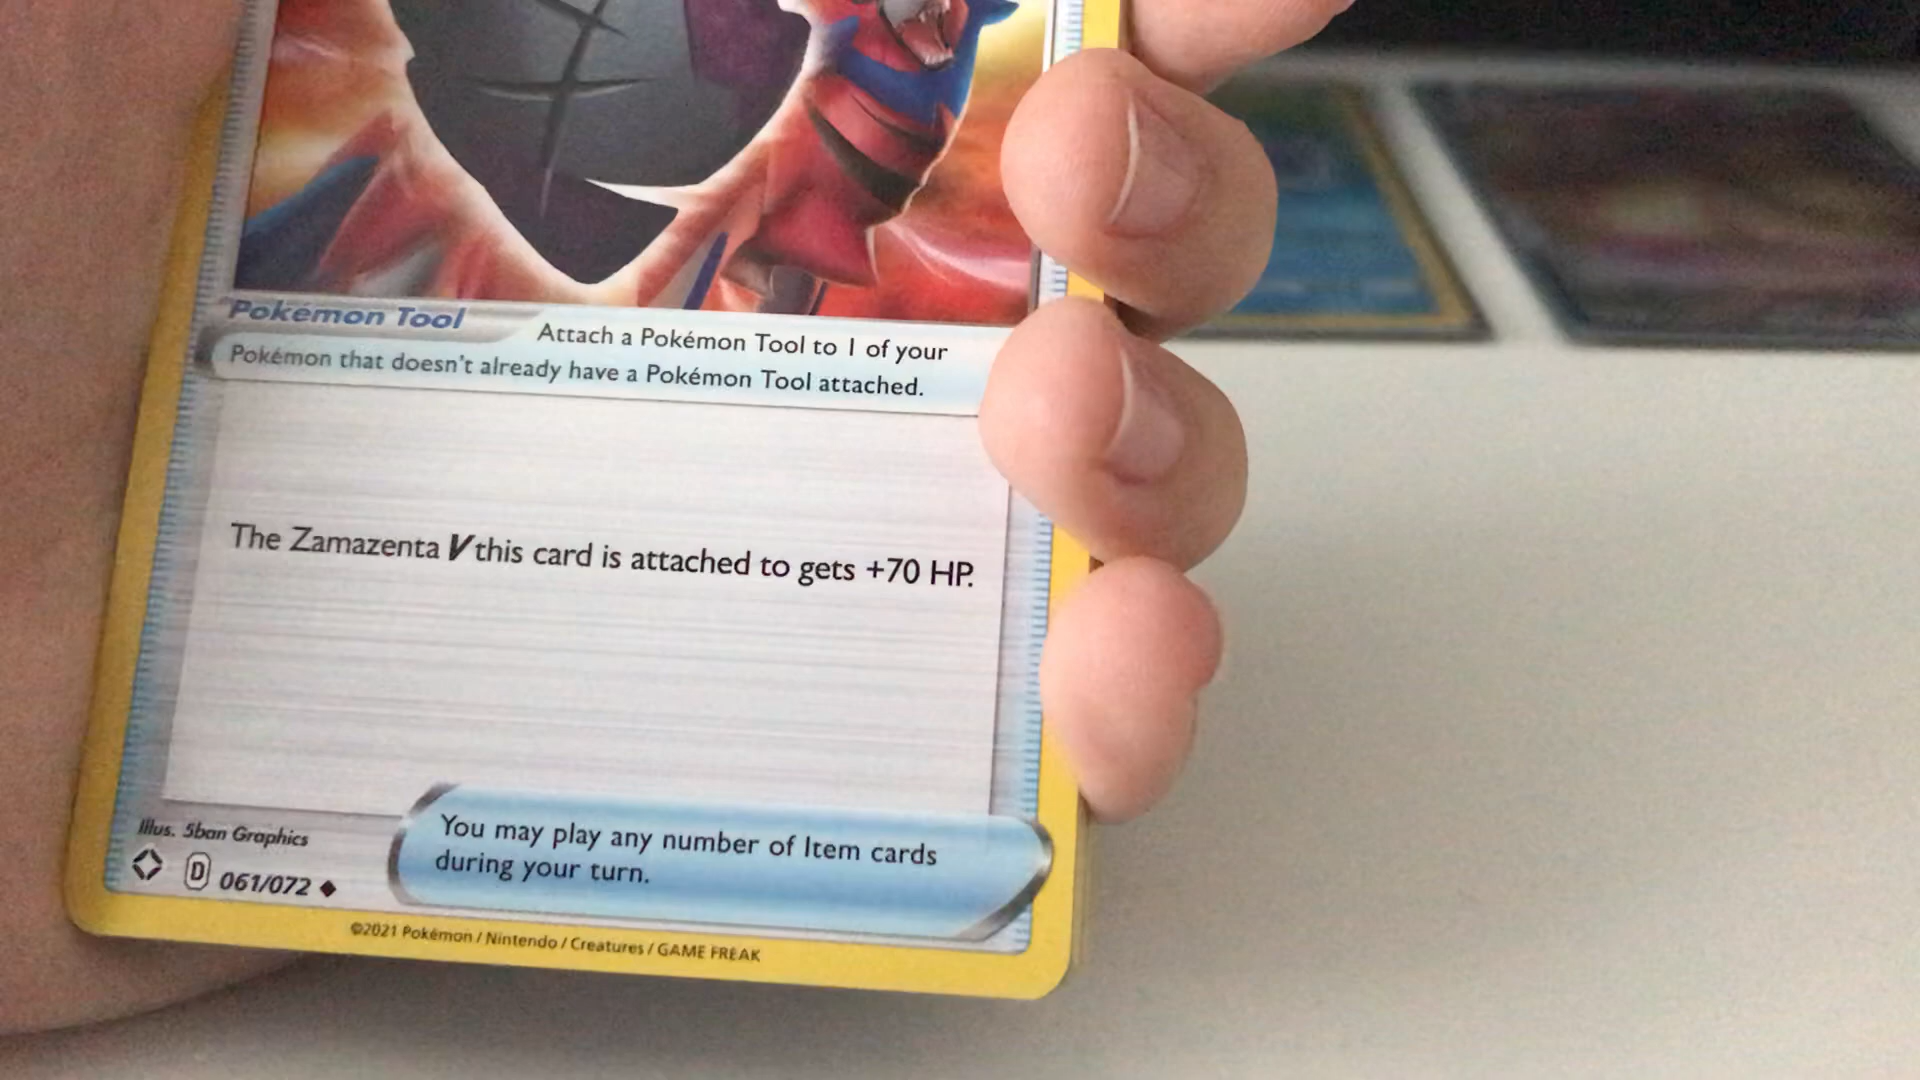 Pokémon Tool
Attach a Pokémon Tool to 1 of your
Pokémon that doesn't already have a Pokémon Tool attached.
The Zamazenta V this card is attached to gets +70 HP.
Illus. 5ban Graphics
You may play any number of Item cards
during your turn.
D 061/072
©2021 Pokémon / Nintendo / Creatures / GAME FREAK